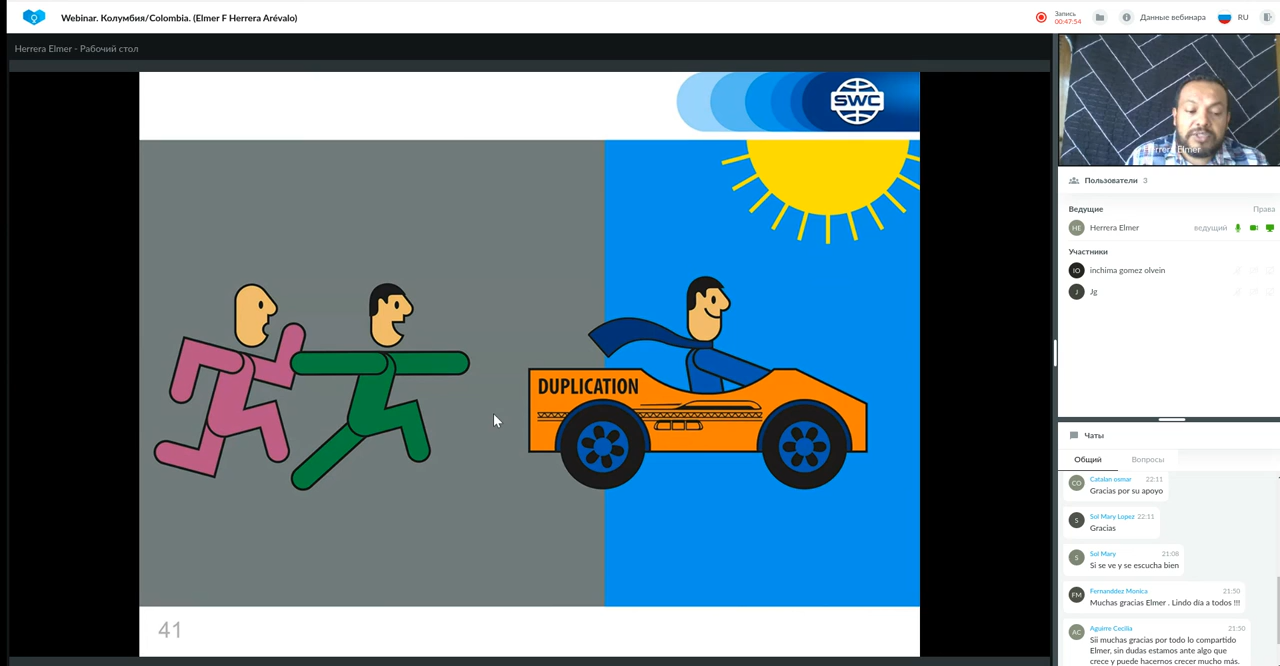 Webinar. Колумбия/Colombia. (Elmer F Herrera Arévalo)
Запись
00:47:54
Данные вебинара
RU
Herrera Elmer - Рабочий стол
SWC
DUPLICATION
41
Herrera Elmer
Пользователи 3
Ведущие Права
HE Herrera Elmer ведущий
Участники
IO inchima gomez olvein
J Jg
Чаты
Общий Вопросы
CO Catalan osmar 22:11
Gracias por su apoyo
S Sol Mary Lopez 22:11
Gracias
S Sol Mary 21:08
Si se ve y se escucha bien
FM Fernanddez Monica 21:50
Muchas gracias Elmer . Lindo día a todos !!!
AC Aguirre Cecilia 21:50
Sii muchas gracias por todo lo compartido
Elmer, sin dudas estamos ante algo que
crece y puede hacernos crecer mucho más.